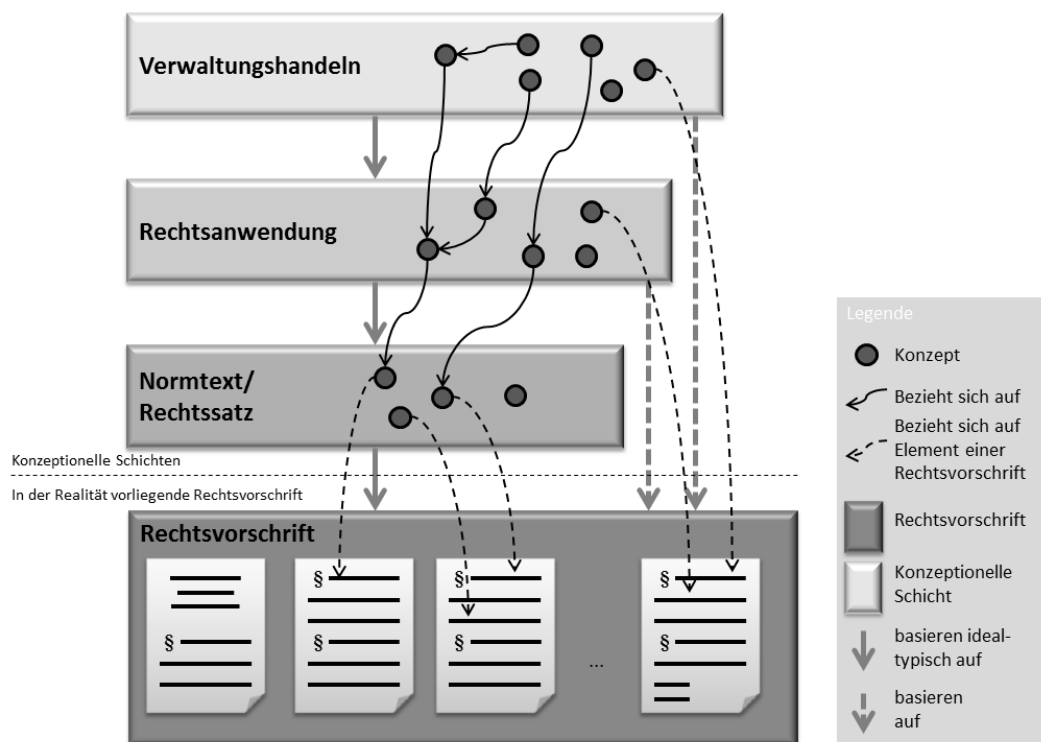 Verwaltungshandeln
Rechtsanwendung
Normtext/
Rechtssatz
Konzeptionelle Schichten
In der Realität vorliegende Rechtsvorschrift
Rechtsvorschrift
§
§
§
§
§
§
§
...
Legende
Konzept
Bezieht sich auf
Bezieht sich auf
Element einer
Rechtsvorschrift
Rechtsvorschrift
Konzeptionelle
Schicht
basieren ideal-
typisch auf
basieren
auf